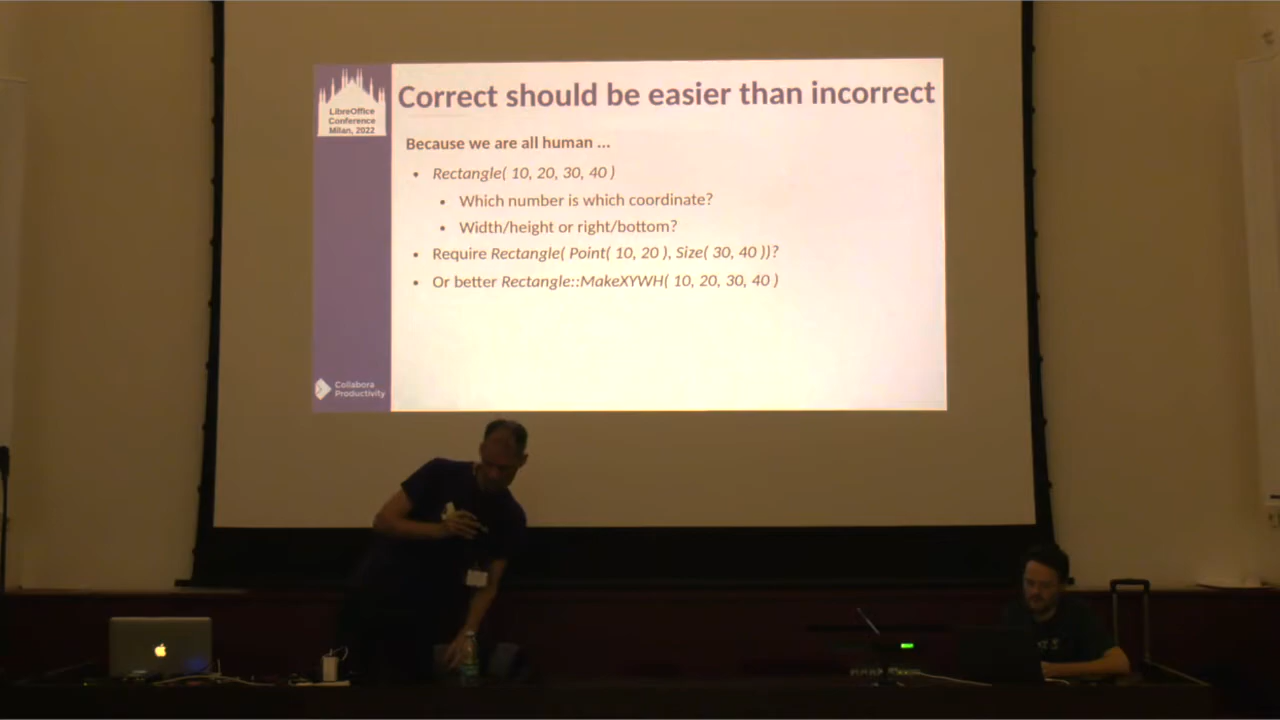 LibreOffice
Conference
Milan, 2022
Correct should be easier than incorrect
Because we are all human ...
• Rectangle( 10, 20, 30, 40 )
• Which number is which coordinate?
• Width/height or right/bottom?
• Require Rectangle( Point( 10, 20 ), Size( 30, 40 ))?
• Or better Rectangle::MakeXYWH( 10, 20, 30, 40 )
Collabora
Productivity